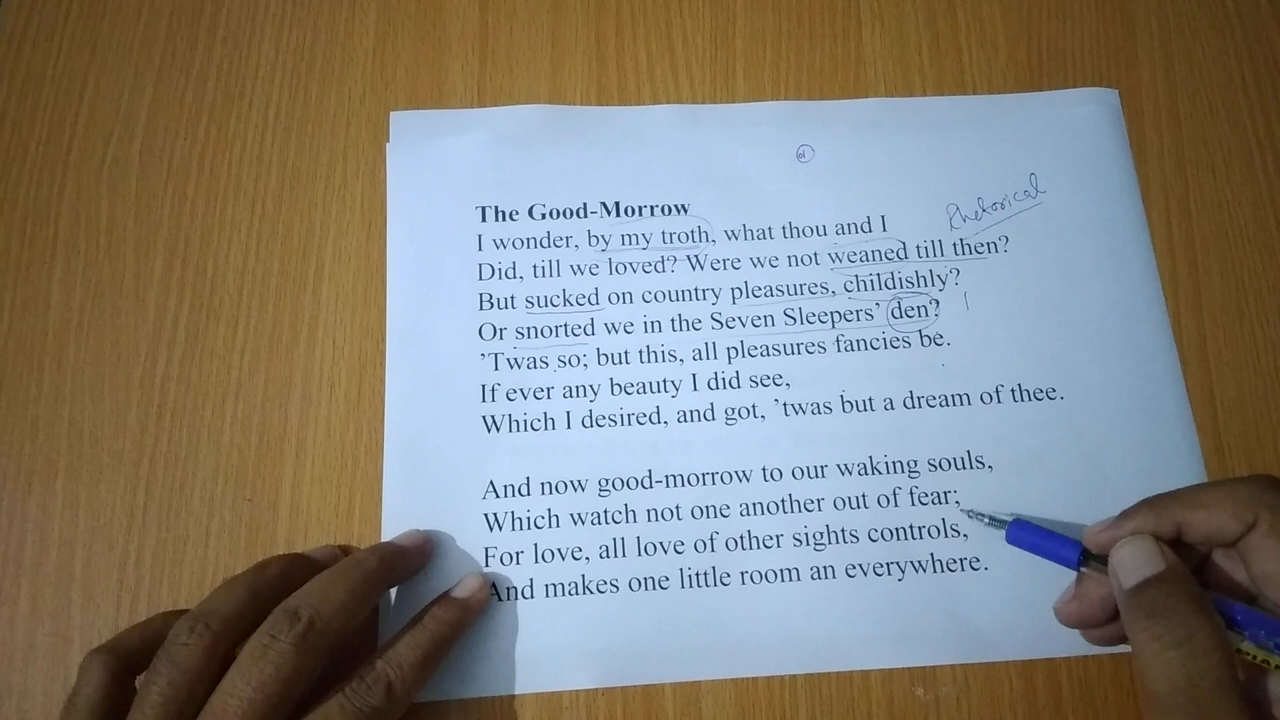 01
Rhetorical
The Good-Morrow
I wonder, by my troth, what thou and I
Did, till we loved? Were we not weaned till then?
But sucked on country pleasures, childishly?
Or snorted we in the Seven Sleepers’ den?
’Twas so; but this, all pleasures fancies be.
If ever any beauty I did see,
Which I desired, and got, ’twas but a dream of thee.
And now good-morrow to our waking souls,
Which watch not one another out of fear;
For love, all love of other sights controls,
And makes one little room an everywhere.